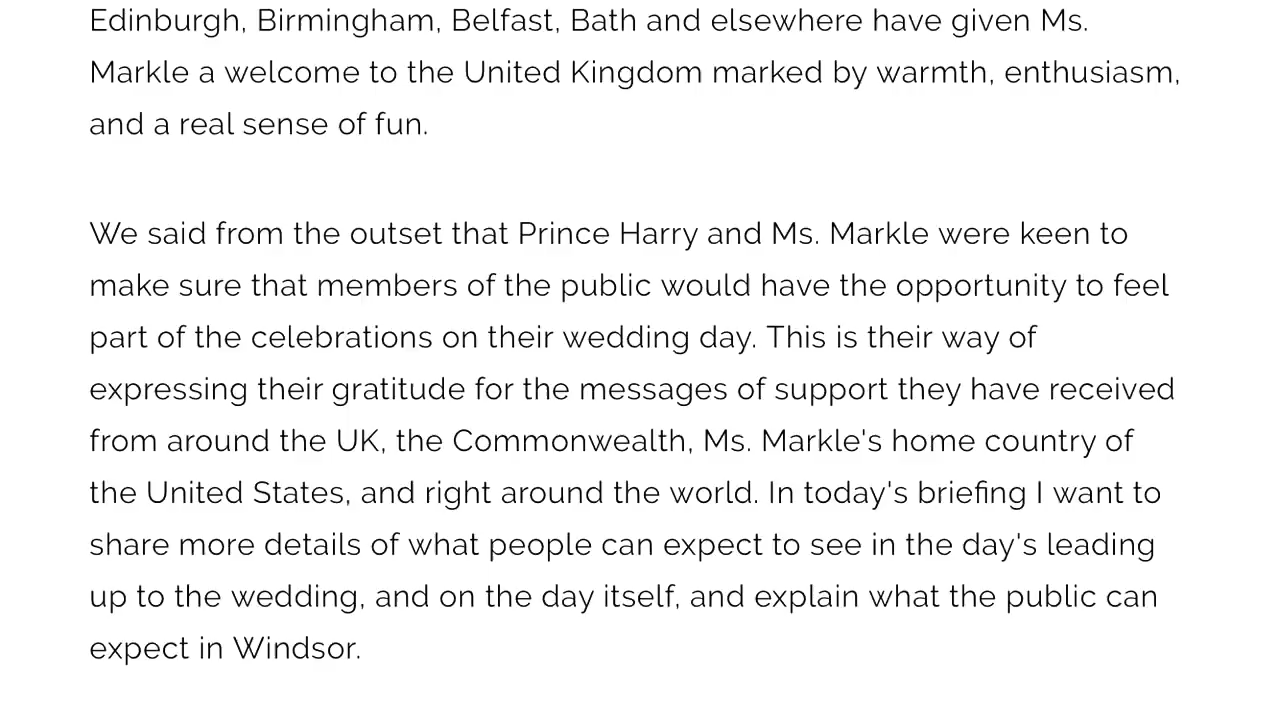 Edinburgh, Birmingham, Belfast, Bath and elsewhere have given Ms.
Markle a welcome to the United Kingdom marked by warmth, enthusiasm,
and a real sense of fun.
We said from the outset that Prince Harry and Ms. Markle were keen to
make sure that members of the public would have the opportunity to feel
part of the celebrations on their wedding day. This is their way of
expressing their gratitude for the messages of support they have received
from around the UK, the Commonwealth, Ms. Markle's home country of
the United States, and right around the world. In today's briefing I want to
share more details of what people can expect to see in the day's leading
up to the wedding, and on the day itself, and explain what the public can
expect in Windsor.